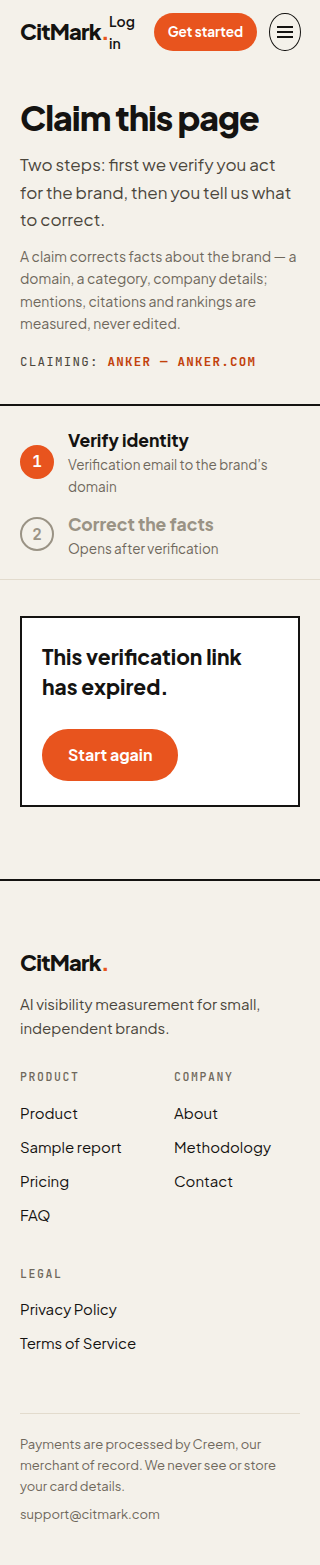 CitMark.
Log in
Get started
Claim this page
Two steps: first we verify you act
for the brand, then you tell us what
to correct.
A claim corrects facts about the brand — a
domain, a category, company details;
mentions, citations and rankings are
measured, never edited.
CLAIMING: ANKER — ANKER.COM
1
Verify identity
Verification email to the brand's
domain
2
Correct the facts
Opens after verification
This verification link
has expired.
Start again
CitMark.
AI visibility measurement for small,
independent brands.
PRODUCT
Product
Sample report
Pricing
FAQ
COMPANY
About
Methodology
Contact
LEGAL
Privacy Policy
Terms of Service
Payments are processed by Creem, our
merchant of record. We never see or store
your card details.
support@citmark.com